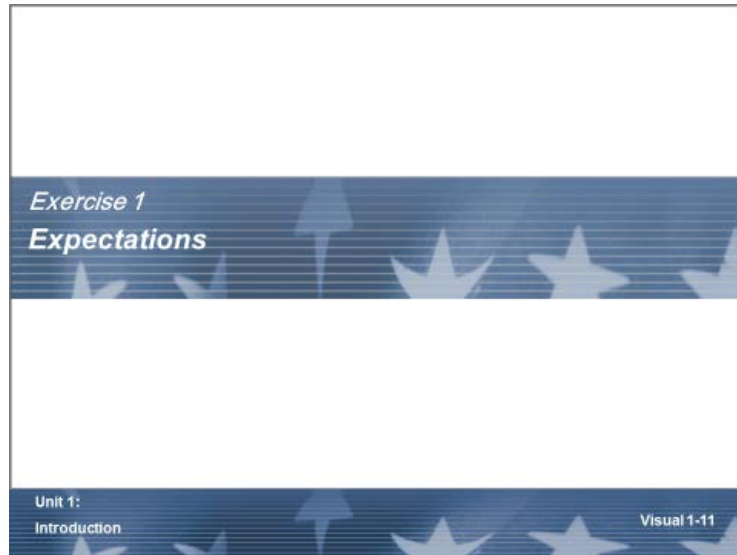 Exercise 1
Expectations
Unit 1:
Introduction
Visual 1-11